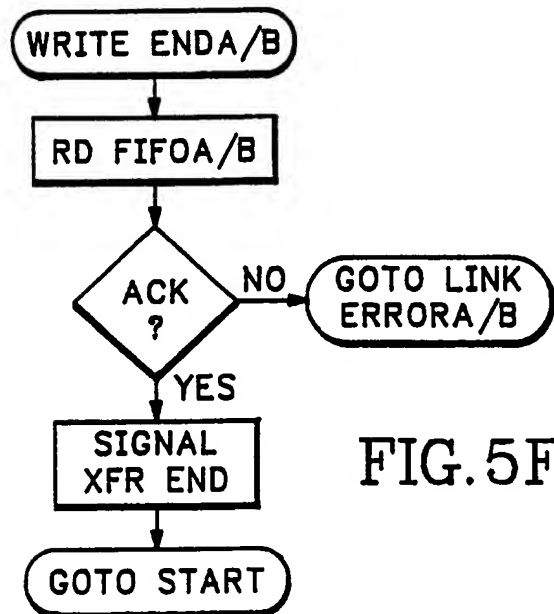 WRITE ENDA/B
RD FIFOA/B
ACK
?
NO
GOTO LINK
ERRORA/B
YES
SIGNAL
XFR END
FIG. 5F
GOTO START